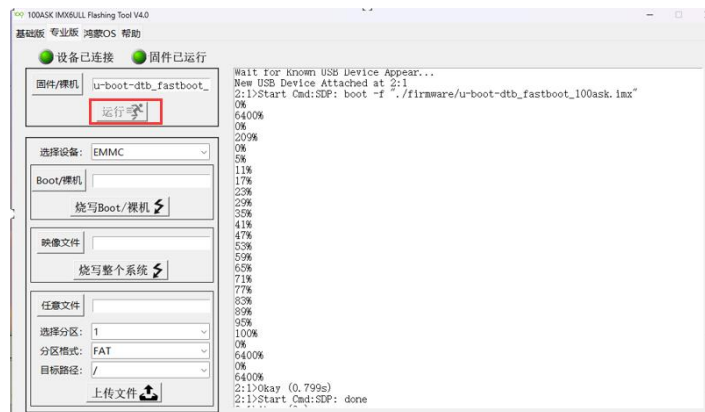 100ASK IMX6ULL Flashing Tool V4.0
基础版 专业版 鸿蒙OS 帮助
设备已连接 固件已运行
固件/裸机 u-boot-dtb_fastboot_
运行
选择设备: EMMC
Boot/裸机
烧写Boot/裸机
映像文件
烧写整个系统
任意文件
选择分区: 1
分区格式: FAT
目标路径: /
上传文件
Wait for Known USB Device Appear...
New USB Device Attached at 2:1
2:1>Start Cmd:SDP: boot -f "./firmware/u-boot-dtb_fastboot_100ask.imx"
0%
6400%
0%
209%
0%
5%
11%
17%
23%
29%
35%
41%
47%
53%
59%
65%
71%
77%
83%
89%
95%
100%
0%
6400%
0%
6400%
2:1>Okay (0.799s)
2:1>Start Cmd:SDP: done